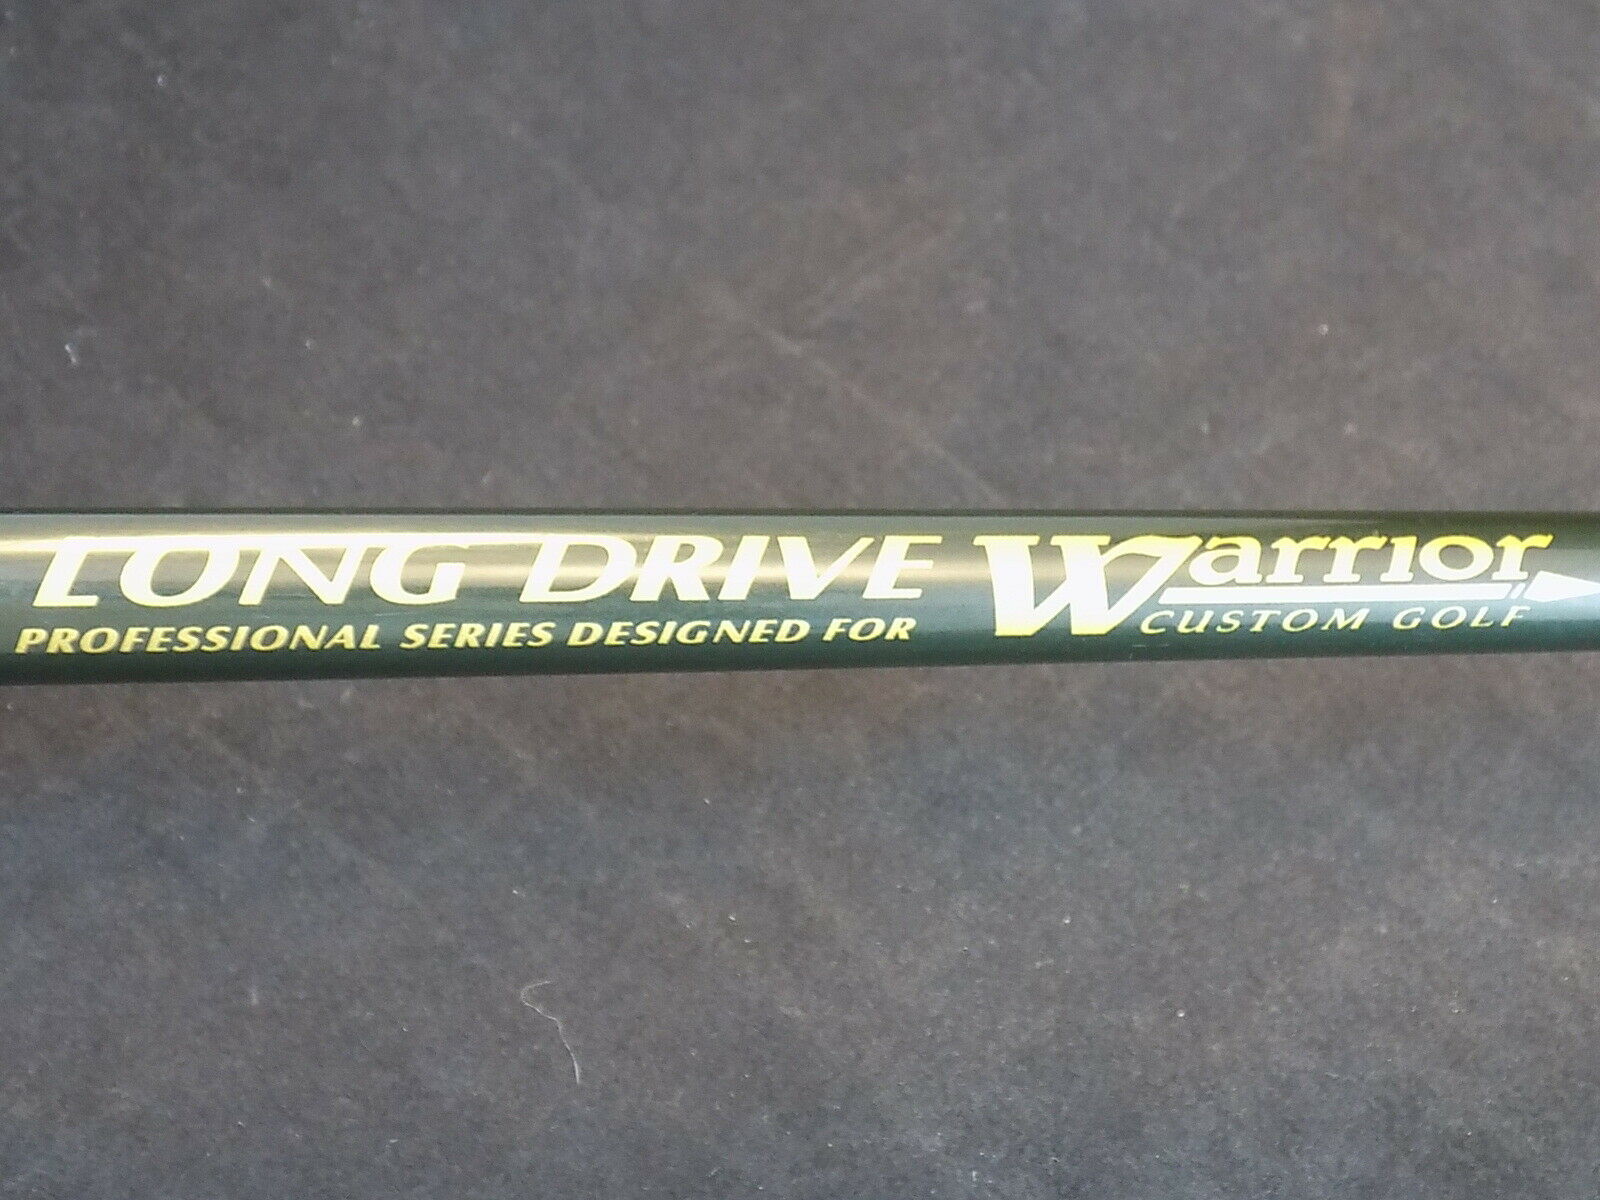 LONG DRIVE
PROFESSIONAL SERIES DESIGNED FOR
Warrior
CUSTOM GOLF